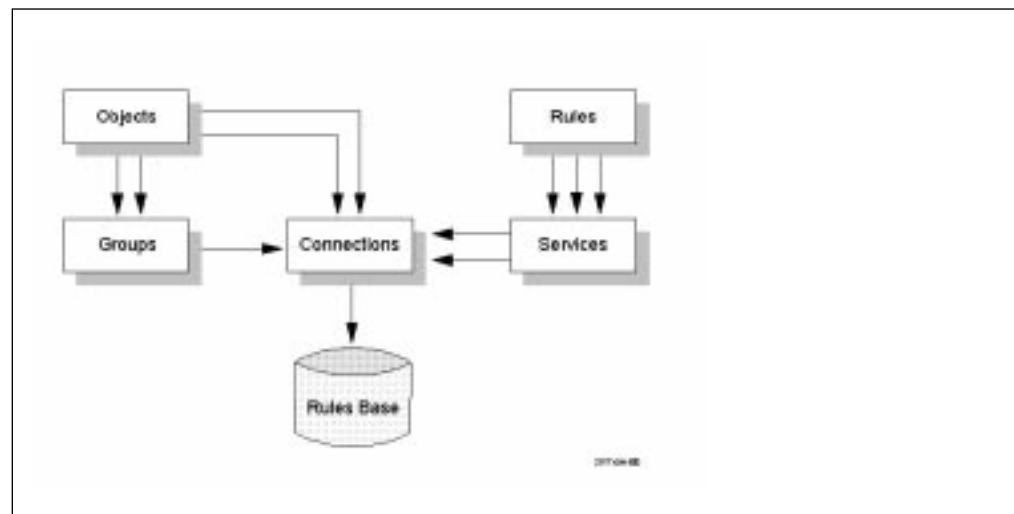 Objects
Rules
Groups
Connections
Services
Rules Base